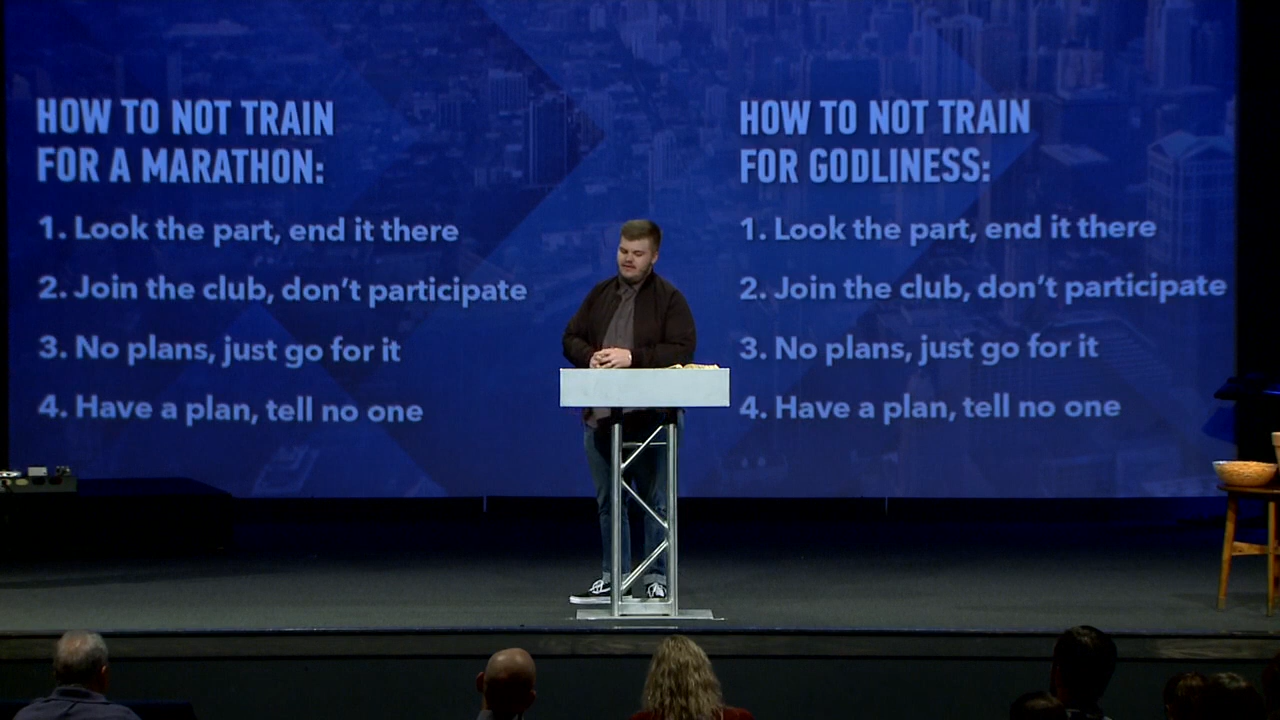 HOW TO NOT TRAIN
FOR A MARATHON:
1. Look the part, end it there
2. Join the club, don't participate
3. No plans, just go for it
4. Have a plan, tell no one
HOW TO NOT TRAIN
FOR GODLINESS:
1. Look the part, end it there
2. Join the club, don't participate
3. No plans, just go for it
4. Have a plan, tell no one